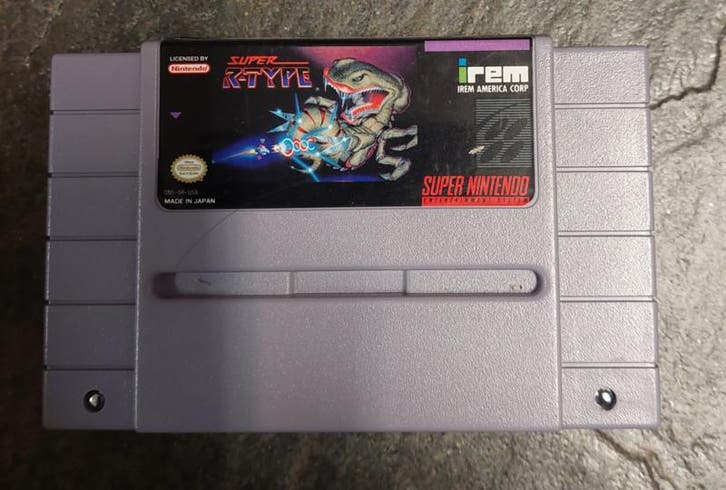 LICENSED BY
Nintendo
SUPER
R-TYPE
irem
IREM AMERICA CORP
SUPER NINTENDO
ENTERTAINMENT SYSTEM
MADE IN JAPAN